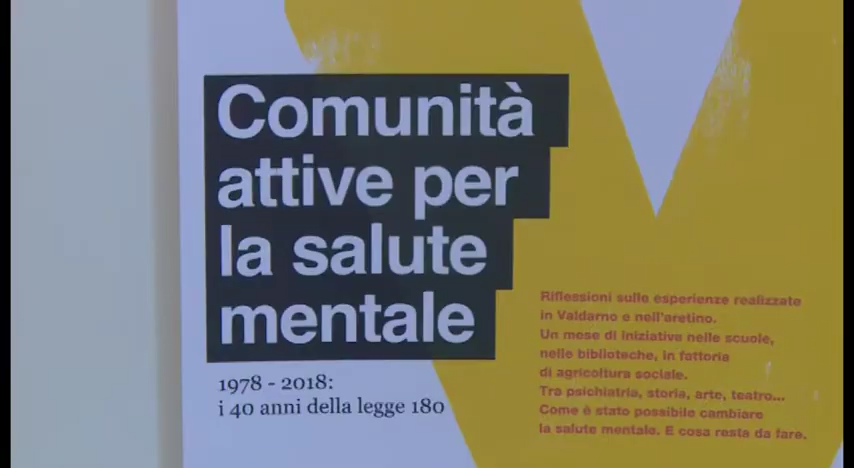 Comunità
attive per
la salute
mentale
1978 - 2018:
i 40 anni della legge 180
Riflessioni sulle esperienze realizzate
in Valdarno e nell'aretino.
Un mese di iniziative nelle scuole,
nelle biblioteche, in fattoria
di agricoltura sociale.
Tra psichiatria, storia, arte, teatro...
Come è stato possibile cambiare
la salute mentale. E cosa resta da fare.